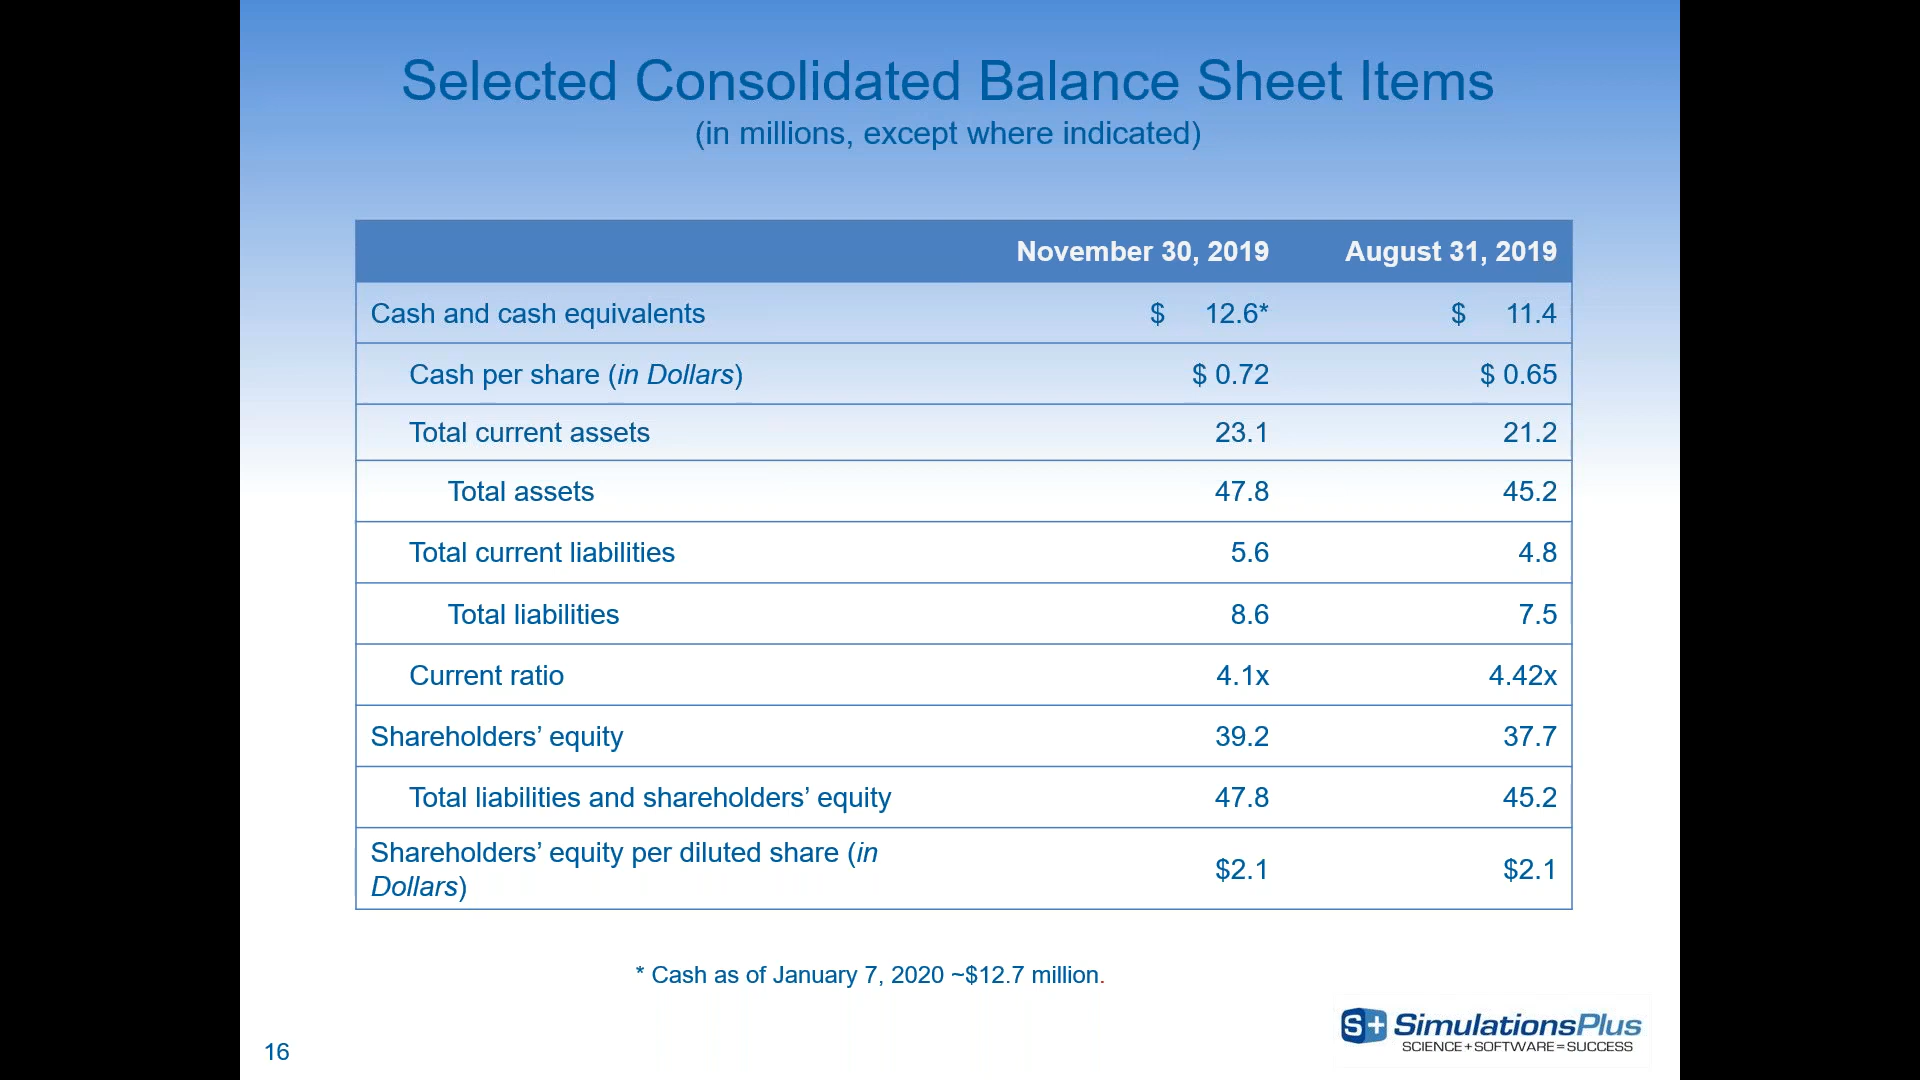 Selected Consolidated Balance Sheet Items
(in millions, except where indicated)
November 30, 2019 August 31, 2019
Cash and cash equivalents $ 12.6* $ 11.4
Cash per share (in Dollars) $ 0.72 $ 0.65
Total current assets 23.1 21.2
Total assets 47.8 45.2
Total current liabilities 5.6 4.8
Total liabilities 8.6 7.5
Current ratio 4.1x 4.42x
Shareholders’ equity 39.2 37.7
Total liabilities and shareholders’ equity 47.8 45.2
Shareholders’ equity per diluted share (in
Dollars) $2.1 $2.1
* Cash as of January 7, 2020 ~$12.7 million.
S+ SimulationsPlus
SCIENCE+SOFTWARE=SUCCESS
16